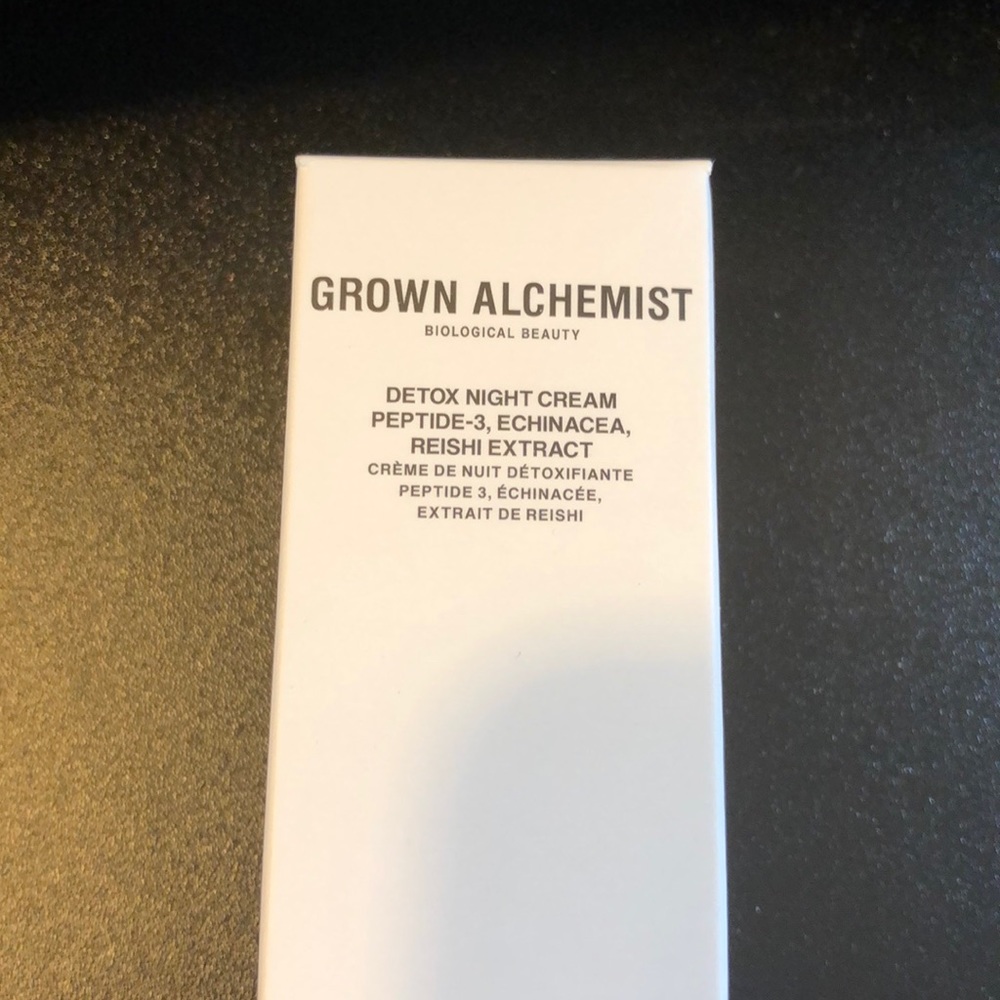 GROWN ALCHEMIST
BIOLOGICAL BEAUTY
DETOX NIGHT CREAM
PEPTIDE-3, ECHINACEA,
REISHI EXTRACT
CRÈME DE NUIT DÉTOXIFIANTE
PEPTIDE 3, ÉCHINACÉE,
EXTRAIT DE REISHI